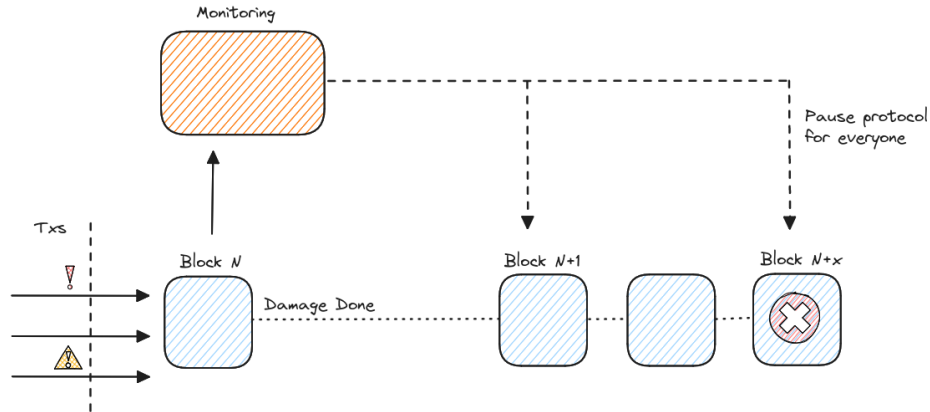 Monitoring
Pause protocol
for everyone
Txs
!
Block N
Block N+1
Block N+x
Damage Done
!